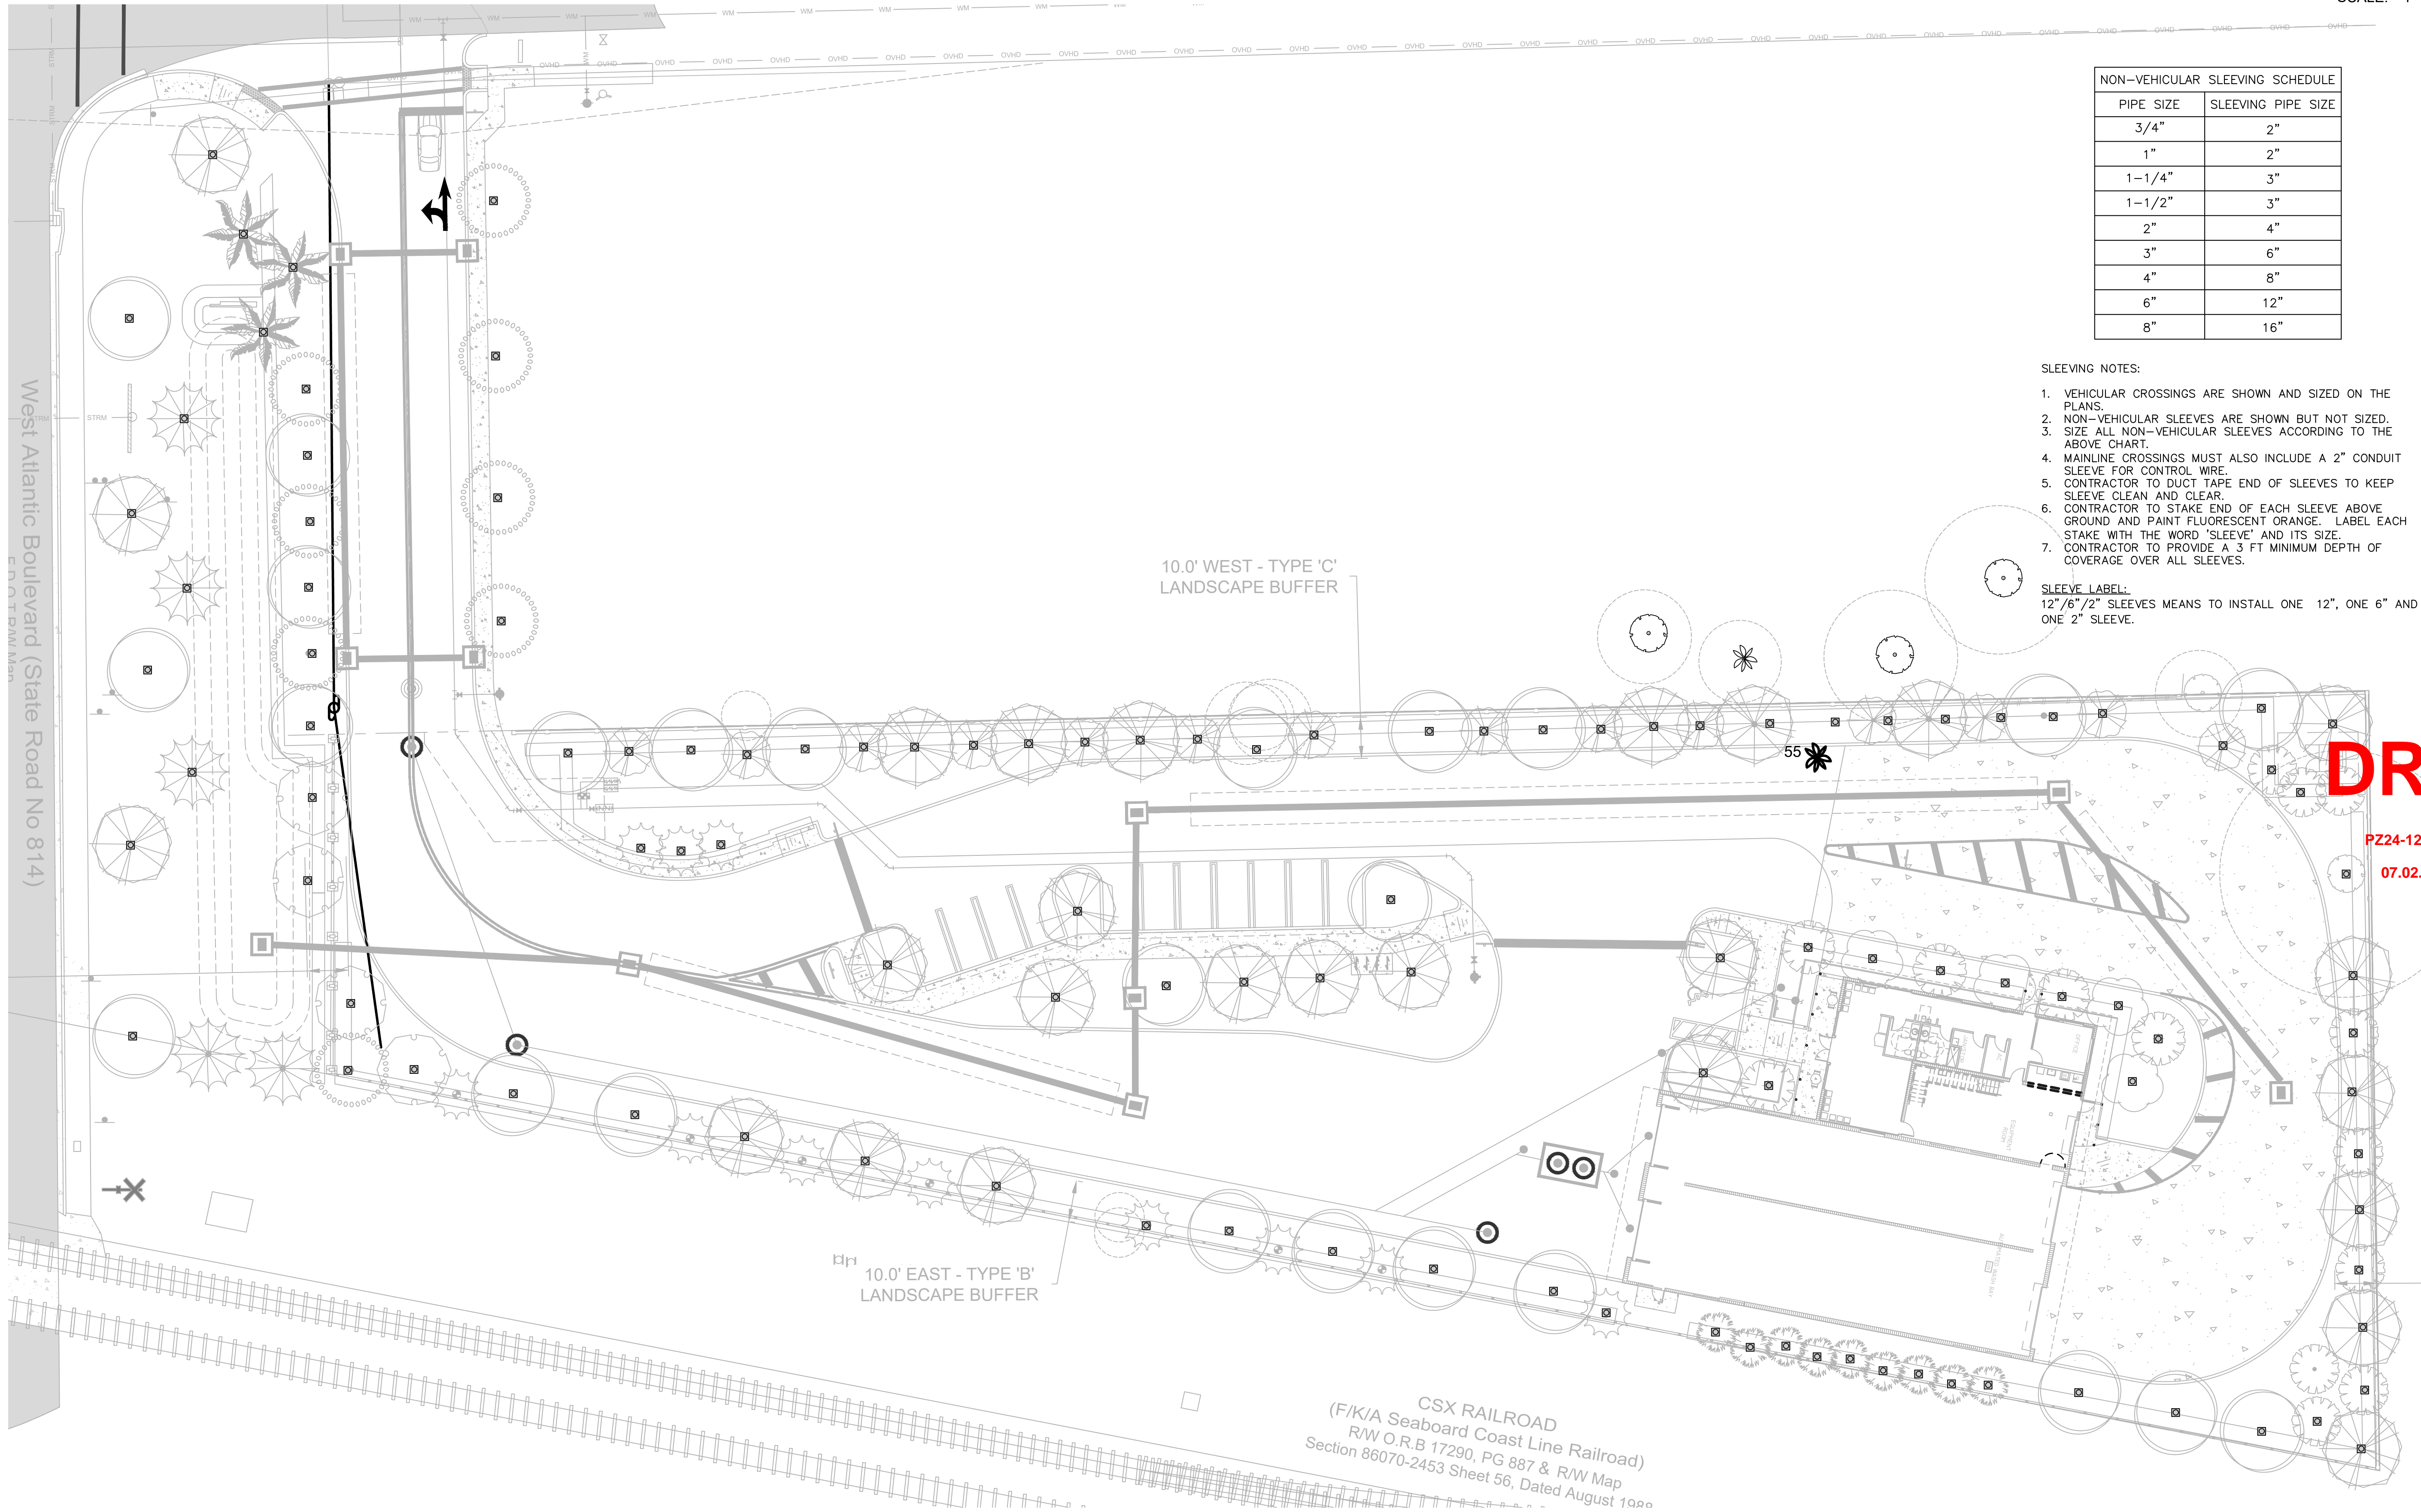 NON-VEHICULAR SLEEVING SCHEDULE
PIPE SIZE SLEEVING PIPE SIZE
3/4" 2"
1" 2"
1-1/4" 3"
1-1/2" 3"
2" 4"
3" 6"
4" 8"
6" 12"
8" 16"
SLEEVING NOTES:
1. VEHICULAR CROSSINGS ARE SHOWN AND SIZED ON THE
PLANS.
2. NON-VEHICULAR SLEEVES ARE SHOWN BUT NOT SIZED.
3. SIZE ALL NON-VEHICULAR SLEEVES ACCORDING TO THE
ABOVE CHART.
4. MAINLINE CROSSINGS MUST ALSO INCLUDE A 2" CONDUIT
SLEEVE FOR CONTROL WIRE.
5. CONTRACTOR TO DUCT TAPE END OF SLEEVES TO KEEP
SLEEVE CLEAN AND CLEAR.
6. CONTRACTOR TO STAKE END OF EACH SLEEVE ABOVE
GROUND AND PAINT FLUORESCENT ORANGE. LABEL EACH
STAKE WITH THE WORD 'SLEEVE' AND ITS SIZE.
7. CONTRACTOR TO PROVIDE A 3 FT MINIMUM DEPTH OF
COVERAGE OVER ALL SLEEVES.
SLEEVE LABEL:
12"/6"/2" SLEEVES MEANS TO INSTALL ONE 12", ONE 6" AND
ONE 2" SLEEVE.
West Atlantic Boulevard (State Road No 814)
10.0' WEST - TYPE 'C'
LANDSCAPE BUFFER
55
DR
PZ24-12
07.02.
10.0' EAST - TYPE 'B'
LANDSCAPE BUFFER
CSX RAILROAD
(F/K/A Seaboard Coast Line Railroad)
R/W O.R.B 17290, PG 887 & R/W Map
Section 86070-2453 Sheet 56, Dated August 1988